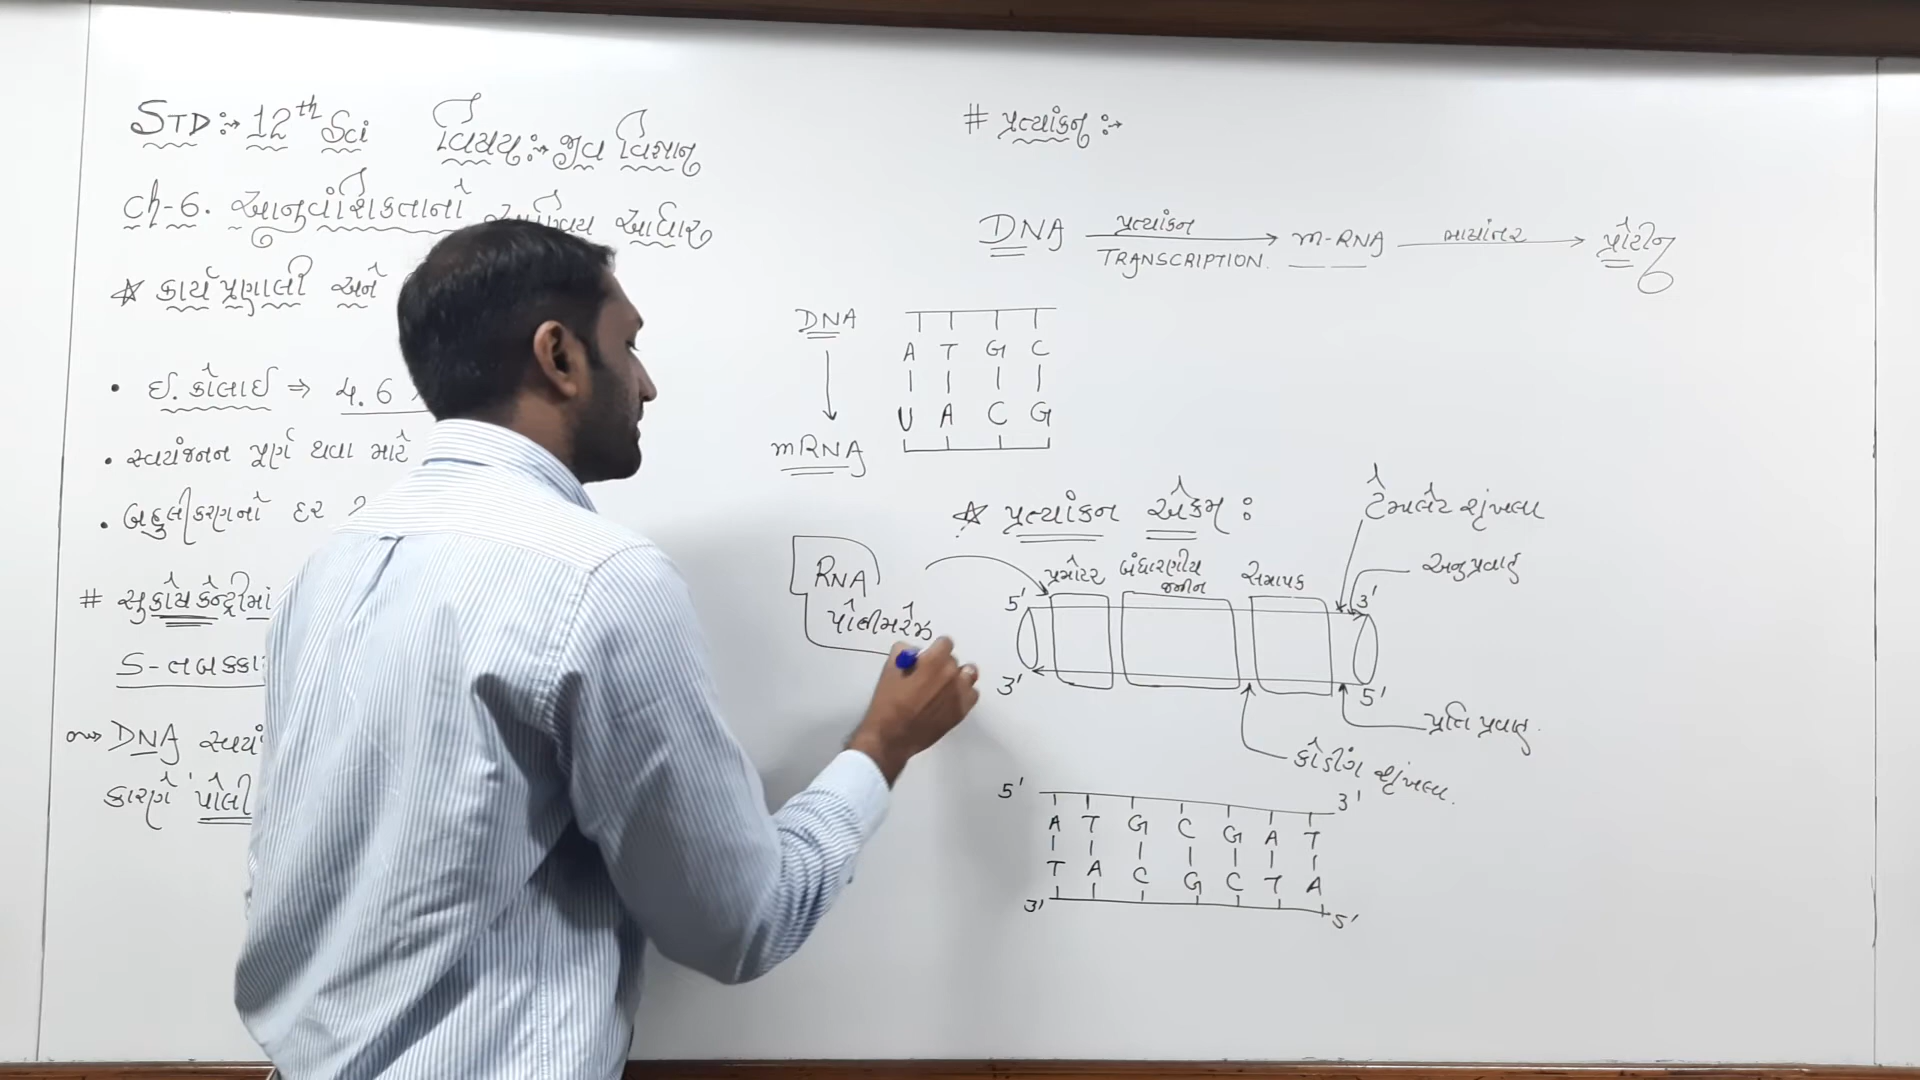 STD :→ 12th Sci વિષય :→ જીવ વિજ્ઞાન
Ch-6. આનુવંશિકતાનો આધાર
☆ કાર્યપ્રણાલી અને
• ઈ. કોલાઈ ⇒ 4.6
• સ્વયંજનન પૂર્ણ થવા માટે
• બહુલીકરણનો દર
# સુકોષકેન્દ્રીમાં
S-તબક્કા
DNA સ્વયં
કારણે પોલી
# પ્રત્યાંકન :→
DNA પ્રત્યાંકન TRANSCRIPTION. m-RNA ભાષાંતર પ્રોટીન
DNA
A T G C
U A C G
mRNA
☆ પ્રત્યાંકન એકમ :
ટેમ્પલેટ શૃંખલા
RNA
પોલીમરેઝ
પ્રમોટર બંધારણીય જનીન સમાપક
અનુપ્રવાહ
5' 3'
3' 5'
પ્રતિપ્રવાહ.
કોડીંગ શૃંખલા.
5' 3'
A T G C G A T
T A C G C T A
3' 5'